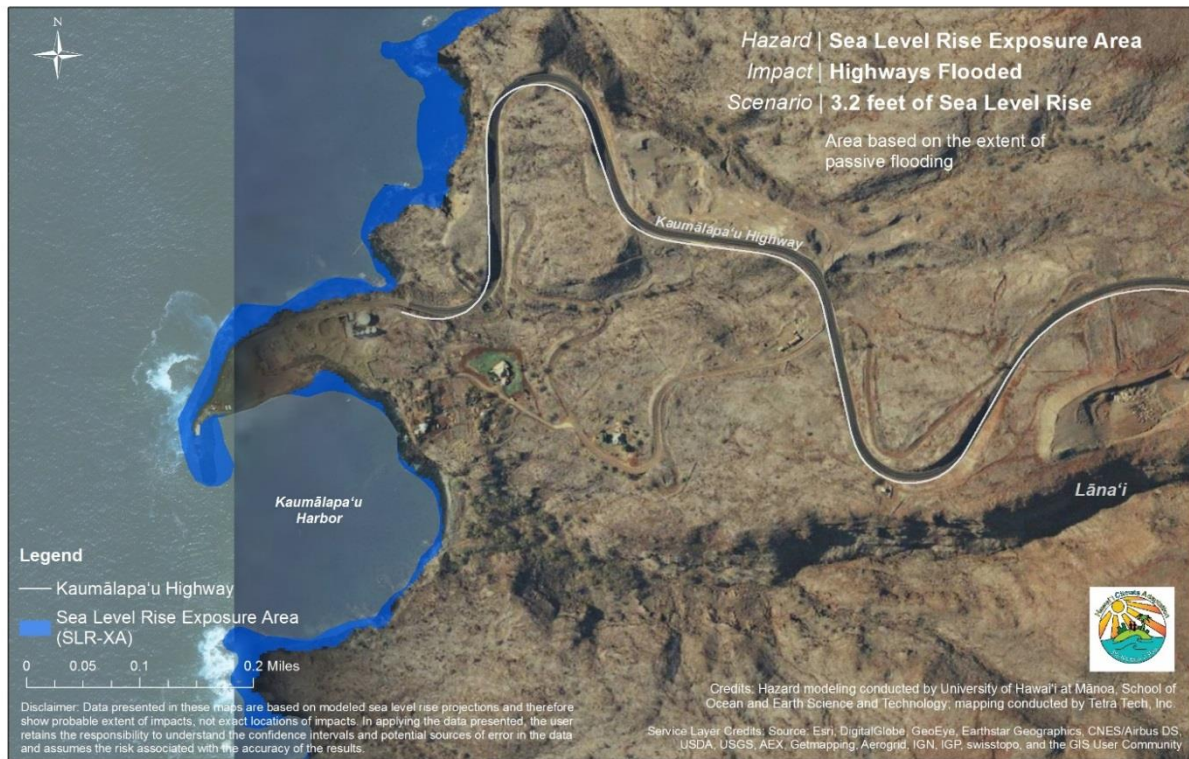 N
Hazard | Sea Level Rise Exposure Area
Impact | Highways Flooded
Scenario | 3.2 feet of Sea Level Rise
Area based on the extent of
passive flooding
Kaumālapaʻu Highway
Kaumālapaʻu
Harbor
Lānaʻi
Legend
Kaumālapaʻu Highway
Sea Level Rise Exposure Area
(SLR-XA)
0 0.05 0.1 0.2 Miles
Disclaimer: Data presented in these maps are based on modeled sea level rise projections and therefore
show probable extent of impacts, not exact locations of impacts. In applying the data presented, the user
retains the responsibility to understand the confidence intervals and potential sources of error in the data
and assumes the risk associated with the accuracy of the results.
Hawaiʻi Climate Adaptation
Credits: Hazard modeling conducted by University of Hawaiʻi at Mānoa, School of
Ocean and Earth Science and Technology; mapping conducted by Tetra Tech, Inc.
Service Layer Credits: Source: Esri, DigitalGlobe, GeoEye, Earthstar Geographics, CNES/Airbus DS,
USDA, USGS, AEX, Getmapping, Aerogrid, IGN, IGP, swisstopo, and the GIS User Community